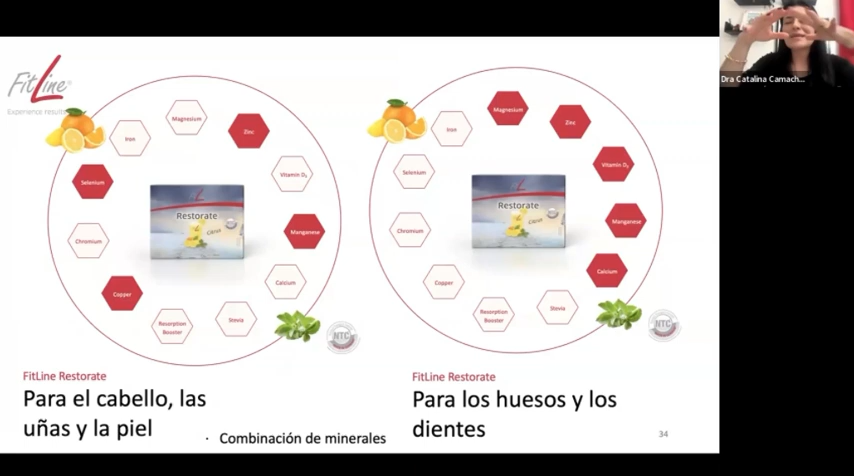 FitLine
Experience results
Iron
Magnesium
Zinc
Vitamin D₃
Manganese
Calcium
Stevia
Resorption
Booster
Copper
Chromium
Selenium
Restorate
Citrus
NTC
FitLine Restorate
Para el cabello, las
uñas y la piel
Iron
Magnesium
Zinc
Vitamin D₃
Manganese
Calcium
Stevia
Resorption
Booster
Copper
Chromium
Selenium
Restorate
Citrus
NTC
FitLine Restorate
Para los huesos y los
dientes
· Combinación de minerales
34
Dra Catalina Camach...